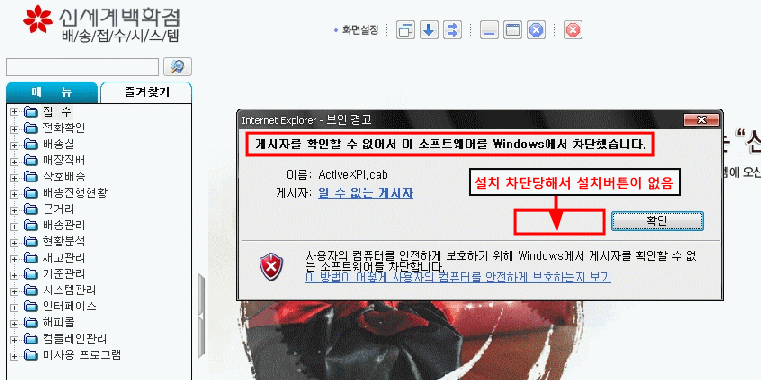 신세계백화점
배/송/접/수/시/스/템
화면설정
메 뉴
즐겨찾기
접 수
전화확인
배송실
매장직배
상호배송
배송진행현황
근거리
배송관리
현황분석
재고관리
기준관리
시스템관리
인터페이스
해피콜
컴플레인관리
미사용 프로그램
Internet Explorer - 보안 경고
게시자를 확인할 수 없어서 이 소프트웨어를 Windows에서 차단했습니다.
이름: ActiveXPI.cab
게시자: 알 수 없는 게시자
설치 차단당해서 설치버튼이 없음
확인
사용자의 컴퓨터를 안전하게 보호하기 위해 Windows에서 게시자를 확인할 수 없
는 소프트웨어를 차단합니다.
이 방법이 어떻게 사용자의 컴퓨터를 안전하게 보호하는지 보기
는 “신
템에 오신